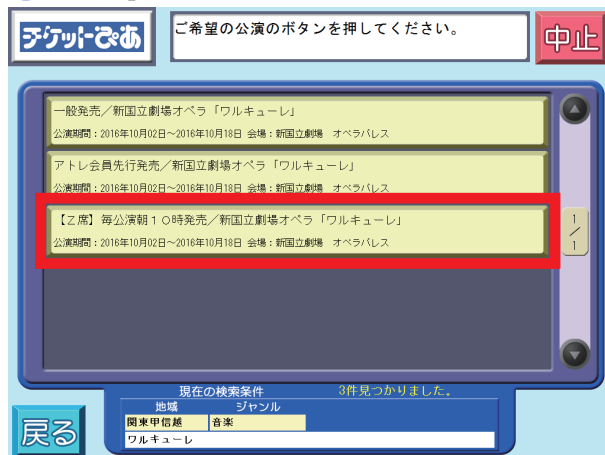 チケットぴあ
ご希望の公演のボタンを押してください。
中止
一般発売／新国立劇場オペラ「ワルキューレ」
公演期間：2016年10月02日～2016年10月18日 会場：新国立劇場　オペラパレス
アトレ会員先行発売／新国立劇場オペラ「ワルキューレ」
公演期間：2016年10月02日～2016年10月18日 会場：新国立劇場　オペラパレス
【Ｚ席】毎公演朝１０時発売／新国立劇場オペラ「ワルキューレ」
公演期間：2016年10月02日～2016年10月18日 会場：新国立劇場　オペラパレス
1／1
現在の検索条件
3件見つかりました。
地域　ジャンル
関東甲信越　音楽
ワルキューレ
戻る